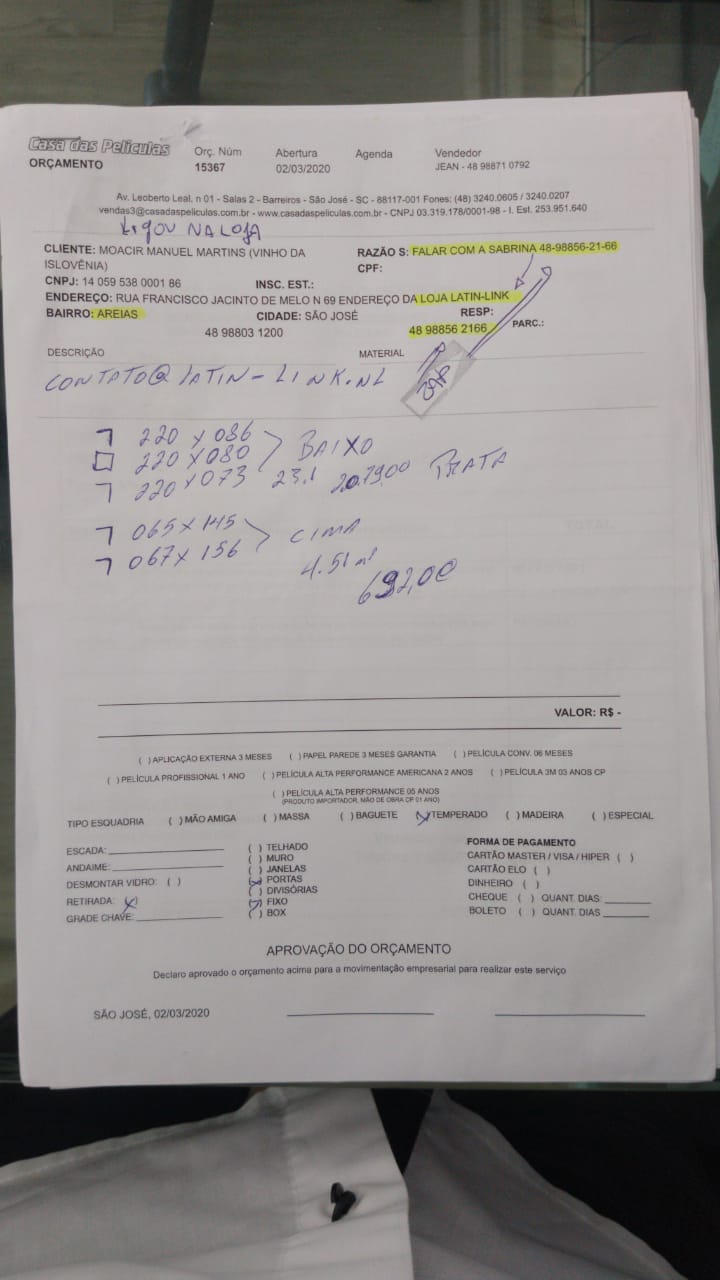 Casa das Películas
ORÇAMENTO
Orç. Núm
15367
Abertura
02/03/2020
Agenda
Vendedor
JEAN - 48 98871 0792
Av. Leoberto Leal, n 01 - Salas 2 - Barreiros - São José - SC - 88117-001 Fones: (48) 3240.0605 / 3240.0207
vendas3@casadaspeliculas.com.br - www.casadaspeliculas.com.br - CNPJ 03.319.178/0001-98 - I. Est. 253.951.640
LIGOU NA LOJA
CLIENTE: MOACIR MANUEL MARTINS (VINHO DA
ISLOVÊNIA)
RAZÃO S: FALAR COM A SABRINA 48-98856-21-66
CPF:
CNPJ: 14 059 538 0001 86 INSC. EST.:
ENDEREÇO: RUA FRANCISCO JACINTO DE MELO N 69 ENDEREÇO DA LOJA LATIN-LINK
BAIRRO: AREIAS CIDADE: SÃO JOSÉ RESP:
48 98803 1200 48 98856 2166 PARC.:
DESCRIÇÃO MATERIAL
CONTATO@LATIN-LINK.NL
220 x 086
220 x 080 BAIXO
220 x 073 PRATA
065 x 145
067 x 156 CIMA
4.51 m²
VALOR: R$ -
( ) APLICAÇÃO EXTERNA 3 MESES ( ) PAPEL PAREDE 3 MESES GARANTIA ( ) PELÍCULA CONV. 06 MESES
( ) PELÍCULA PROFISSIONAL 1 ANO ( ) PELÍCULA ALTA PERFORMANCE AMERICANA 2 ANOS ( ) PELÍCULA 3M 03 ANOS CP
( ) PELÍCULA ALTA PERFORMANCE 05 ANOS
(PRODUTO IMPORTADOR, MÃO DE OBRA CP 01 ANO)
TIPO ESQUADRIA ( ) MÃO AMIGA ( ) MASSA ( ) BAGUETE (X) TEMPERADO ( ) MADEIRA ( ) ESPECIAL
ESCADA:
ANDAIME:
DESMONTAR VIDRO: ( )
RETIRADA: (X)
GRADE CHAVE:
( ) TELHADO
( ) MURO
( ) JANELAS
(X) PORTAS
( ) DIVISÓRIAS
(X) FIXO
( ) BOX
FORMA DE PAGAMENTO
CARTÃO MASTER / VISA / HIPER ( )
CARTÃO ELO ( )
DINHEIRO ( )
CHEQUE ( ) QUANT. DIAS:
BOLETO ( ) QUANT. DIAS
APROVAÇÃO DO ORÇAMENTO
Declaro aprovado o orçamento acima para a movimentação empresarial para realizar este serviço
SÃO JOSÉ, 02/03/2020